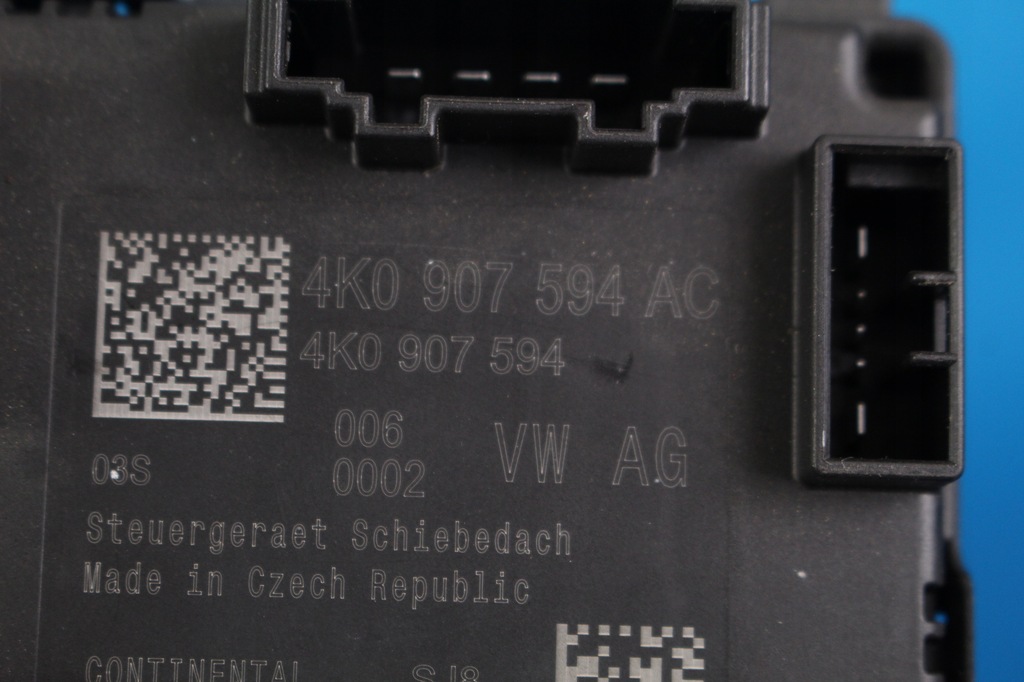 4K0 907 594 AC
4K0 907 594
006
03S 0002 VW AG
Steuergeraet Schiebedach
Made in Czech Republic
CONTINENTAL SJ8